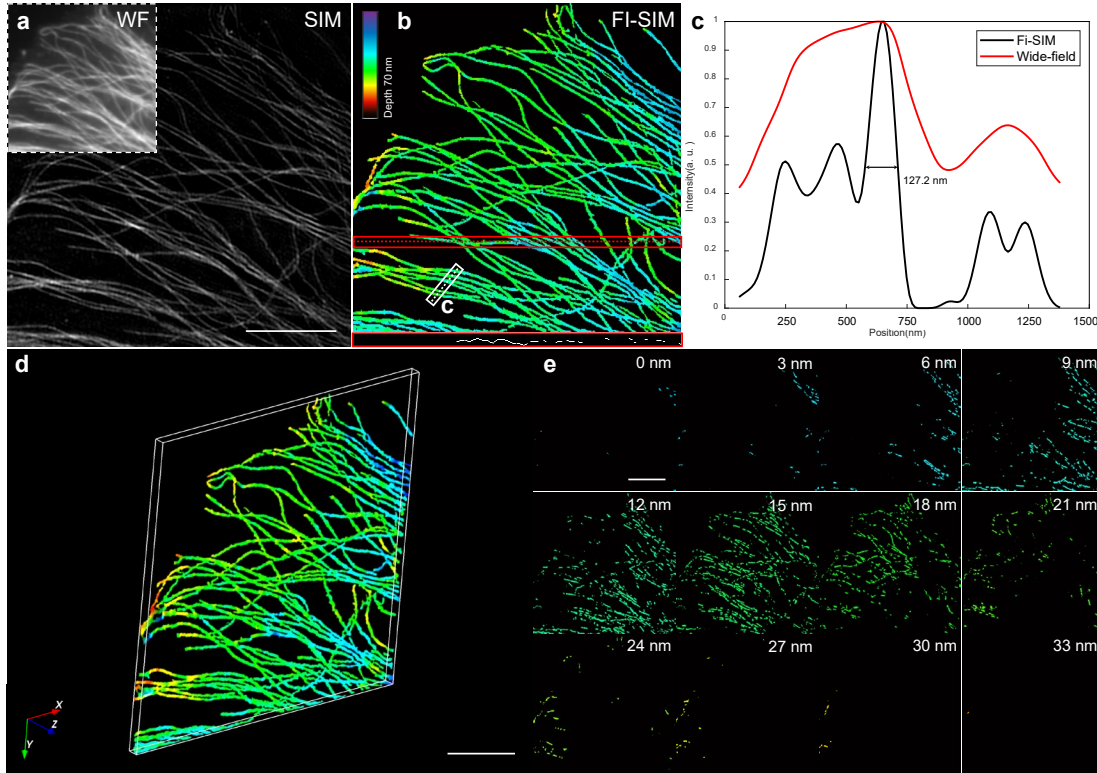 a
WF
SIM
b
FI-SIM
Depth 70 nm
c
c
1
0.9
0.8
0.7
0.6
0.5
0.4
0.3
0.2
0.1
0
Internsity(a. u. )
Fi-SIM
Wide-field
127.2 nm
0 250 500 750 1000 1250 1500
Position(nm)
d
X
Z
Y
e
0 nm 3 nm 6 nm 9 nm
12 nm 15 nm 18 nm 21 nm
24 nm 27 nm 30 nm 33 nm